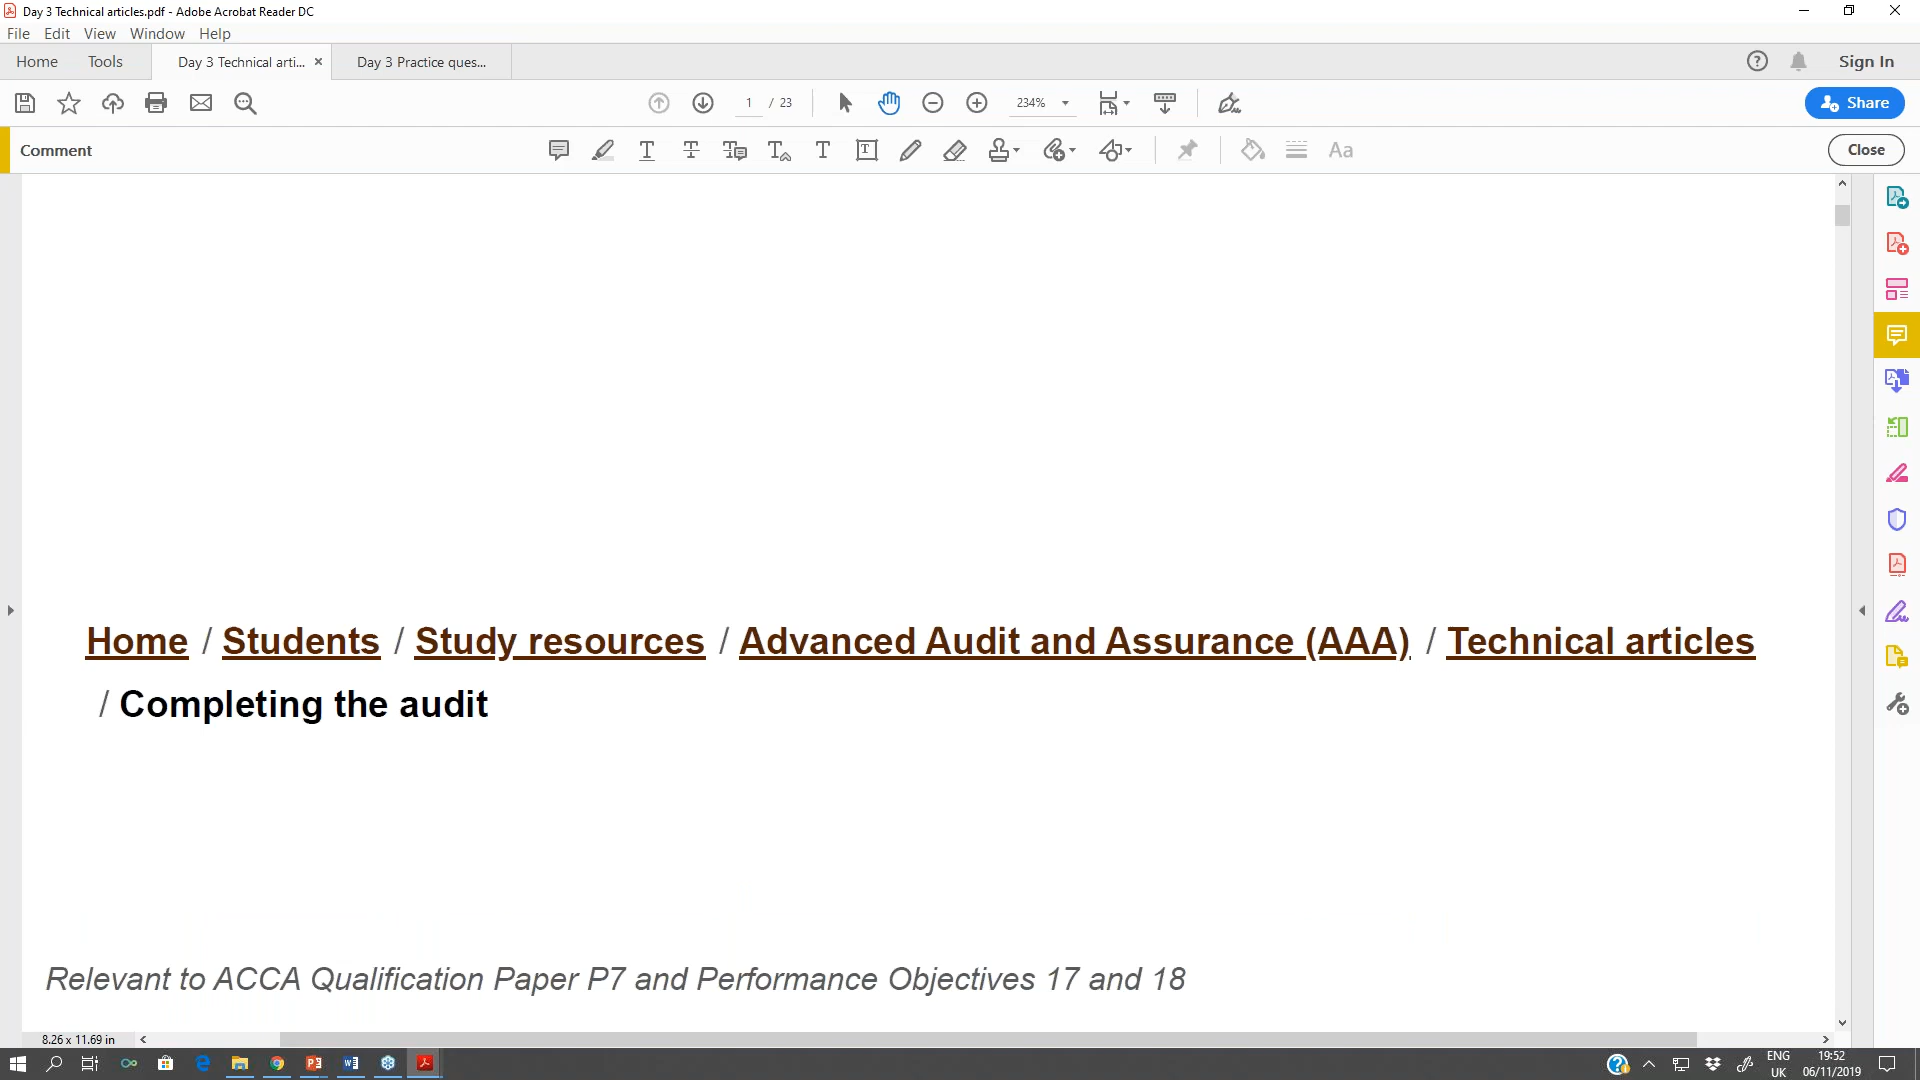 Day 3 Technical articles.pdf - Adobe Acrobat Reader DC
File Edit View Window Help
Home Tools Day 3 Technical arti... × Day 3 Practice ques... Sign In
1 / 23 234% Share
Comment Close
Home / Students / Study resources / Advanced Audit and Assurance (AAA) / Technical articles
/ Completing the audit
Relevant to ACCA Qualification Paper P7 and Performance Objectives 17 and 18
8.26 x 11.69 in
ENG 19:52
UK 06/11/2019